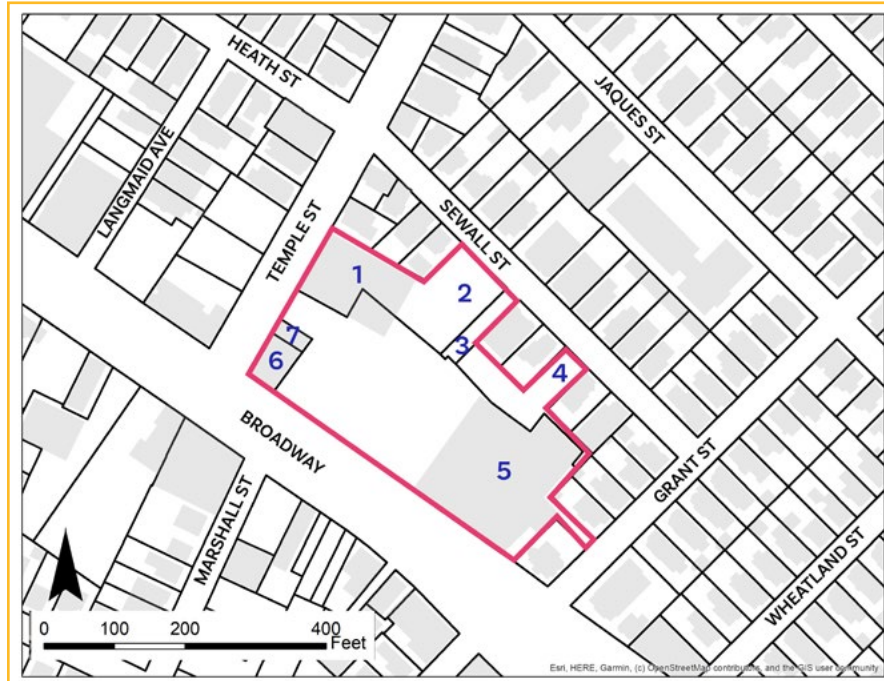 HEATH ST
JAQUES ST
LANGMAID AVE
SEWALL ST
TEMPLE ST
1
2
7
3
6
4
BROADWAY
5
GRANT ST
MARSHALL ST
WHEATLAND ST
0 100 200 400
Feet
Esri, HERE, Garmin, (c) OpenStreetMap contributors, and the GIS user community